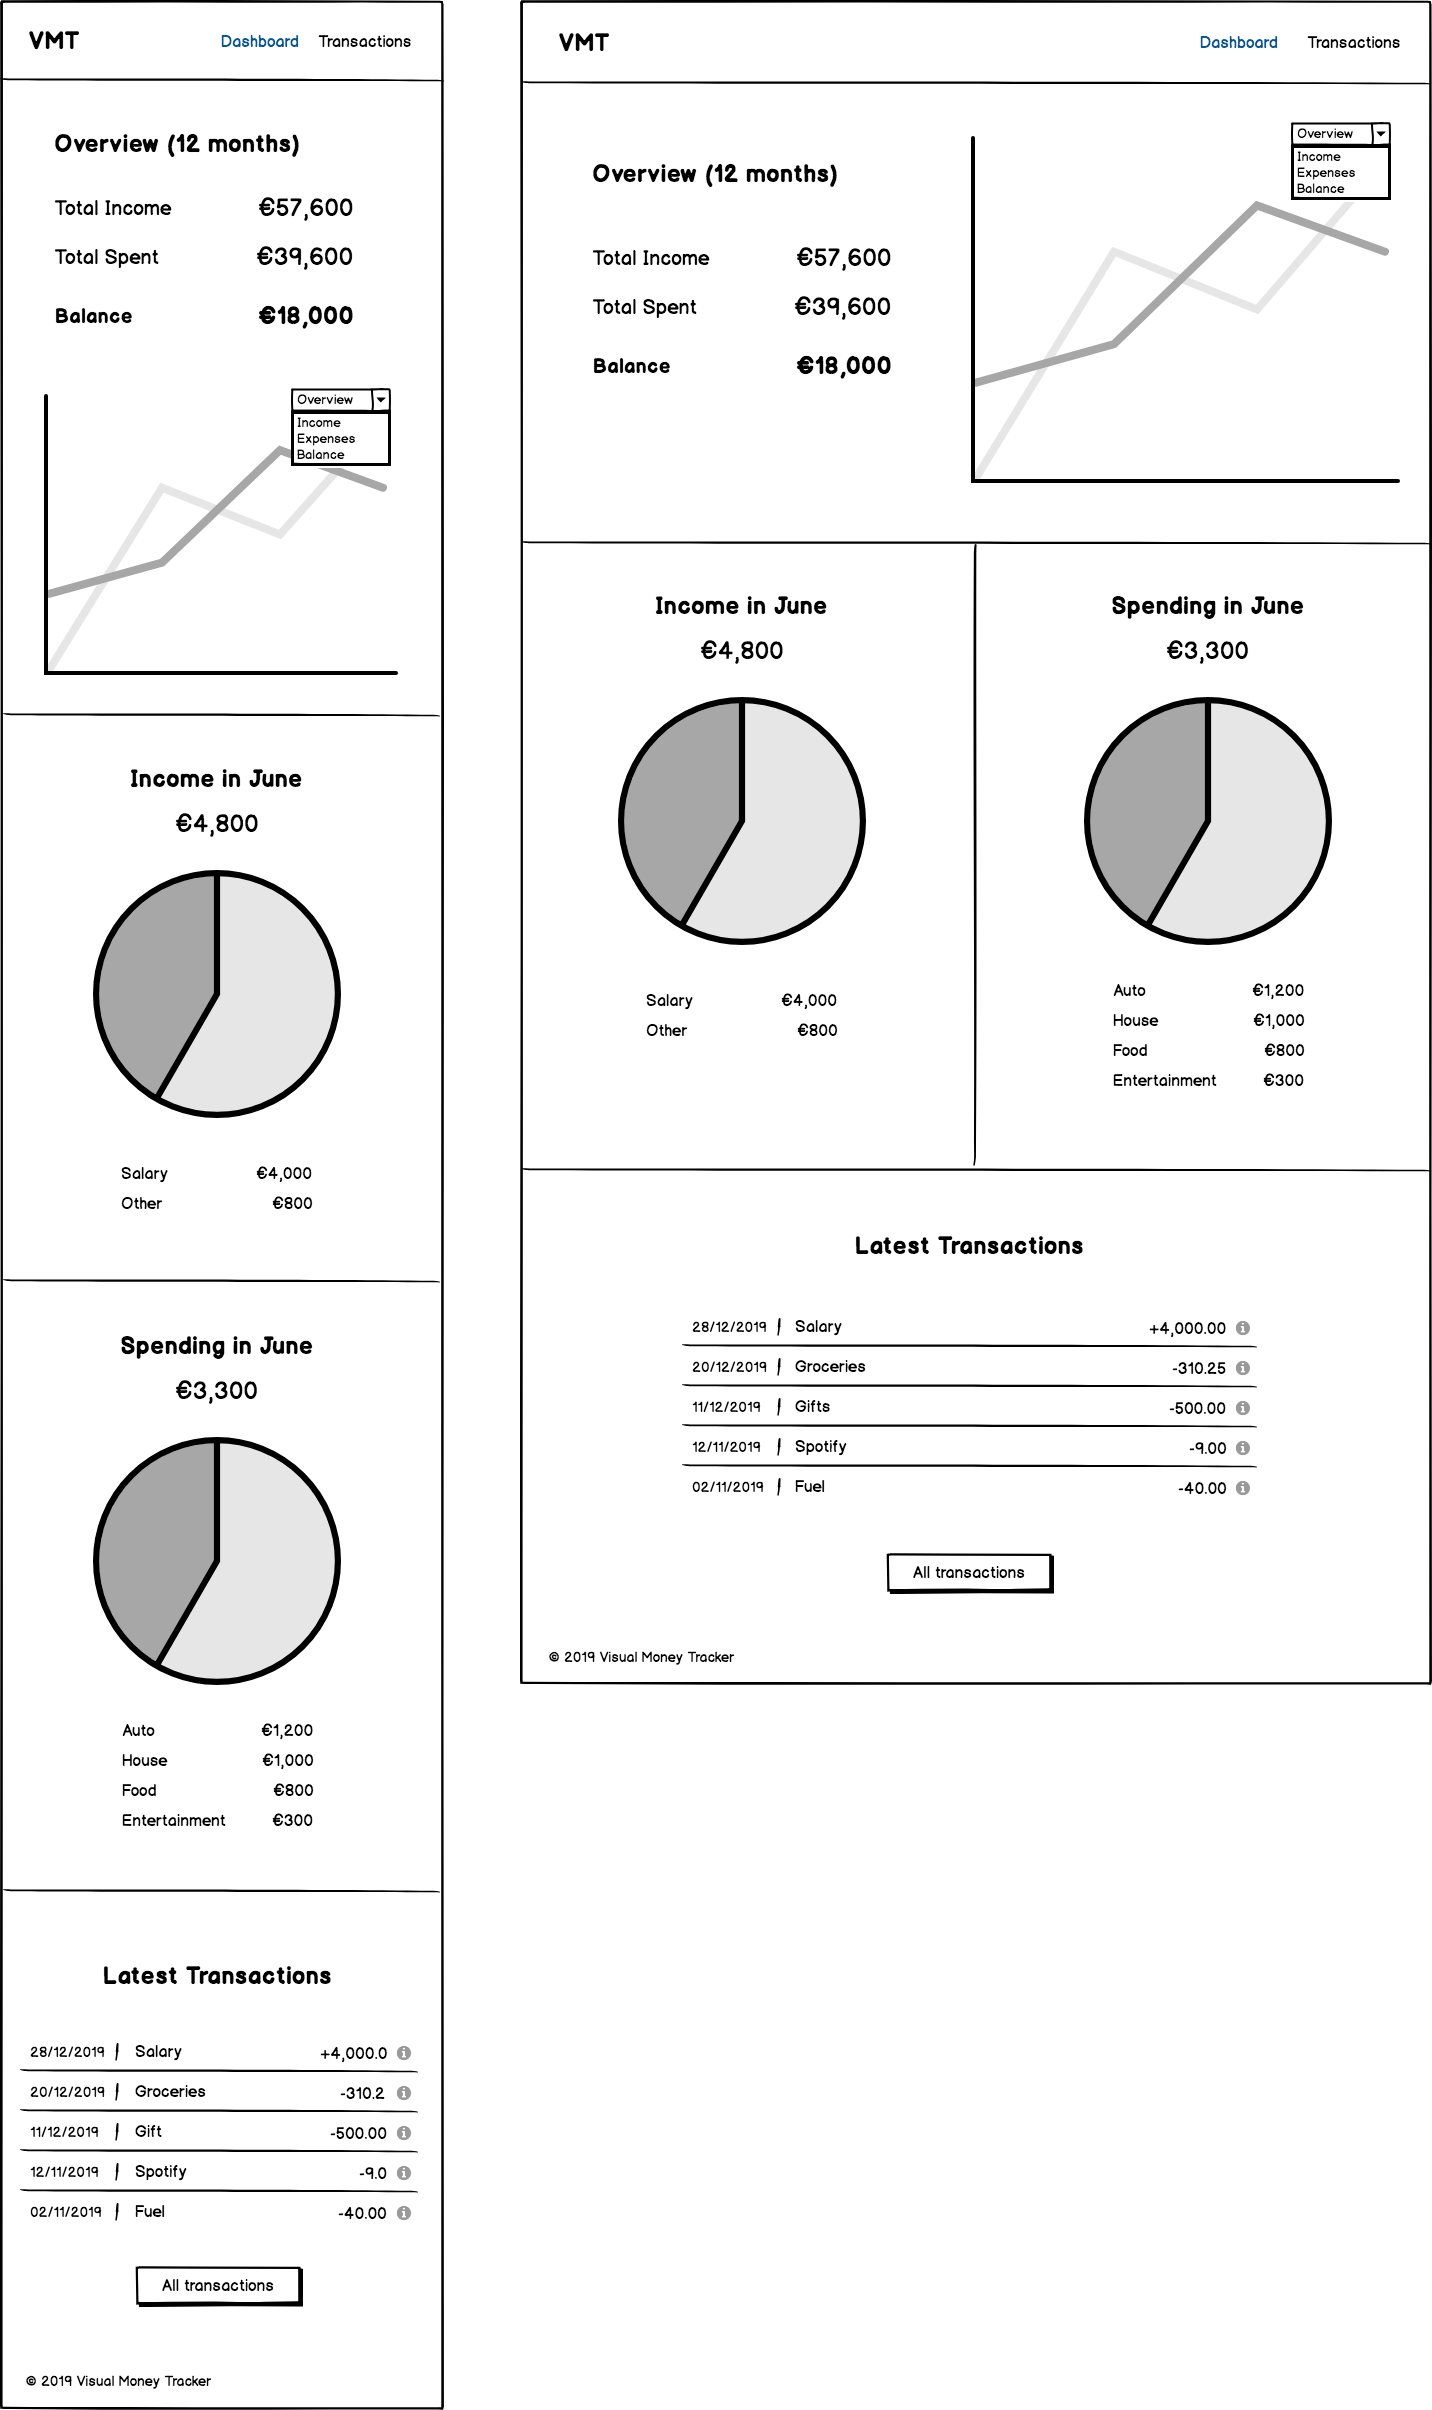 VMT
Dashboard Transactions
Overview (12 months)
Total Income €57,600
Total Spent €39,600
Balance €18,000
Overview
Income
Expenses
Balance
Income in June
€4,800
Salary €4,000
Other €800
Spending in June
€3,300
Auto €1,200
House €1,000
Food €800
Entertainment €300
Latest Transactions
28/12/2019 | Salary +4,000.0
20/12/2019 | Groceries -310.2
11/12/2019 | Gift -500.00
12/11/2019 | Spotify -9.0
02/11/2019 | Fuel -40.00
All transactions
© 2019 Visual Money Tracker
VMT
Dashboard Transactions
Overview (12 months)
Total Income €57,600
Total Spent €39,600
Balance €18,000
Overview
Income
Expenses
Balance
Income in June
€4,800
Salary €4,000
Other €800
Spending in June
€3,300
Auto €1,200
House €1,000
Food €800
Entertainment €300
Latest Transactions
28/12/2019 | Salary +4,000.00
20/12/2019 | Groceries -310.25
11/12/2019 | Gifts -500.00
12/11/2019 | Spotify -9.00
02/11/2019 | Fuel -40.00
All transactions
© 2019 Visual Money Tracker